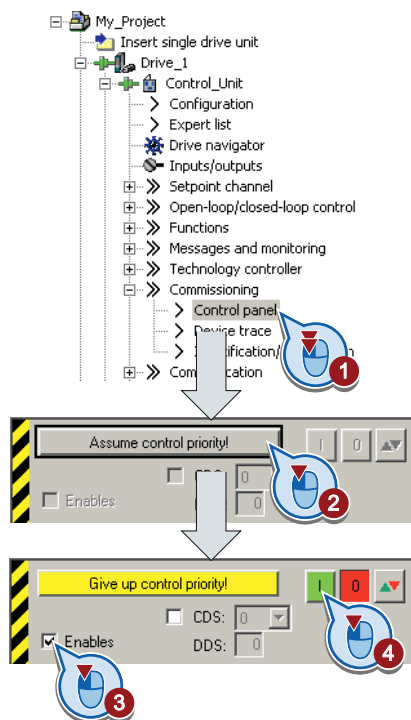 My_Project
Insert single drive unit
Drive_1
Control_Unit
Configuration
Expert list
Drive navigator
Inputs/outputs
Setpoint channel
Open-loop/closed-loop control
Functions
Messages and monitoring
Technology controller
Commissioning
Control panel
Device trace
1
Assume control priority!
I 0
0
Enables
0
2
Give up control priority!
I 0
CDS: 0
Enables DDS: 0
3
4